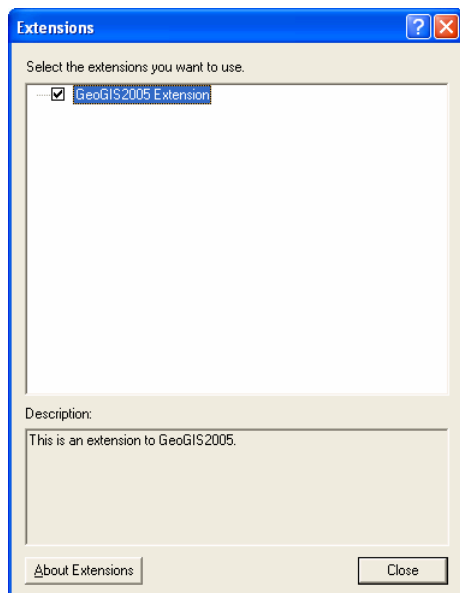 Extensions
Select the extensions you want to use.
GeoGIS2005 Extension
Description:
This is an extension to GeoGIS2005.
About Extensions
Close